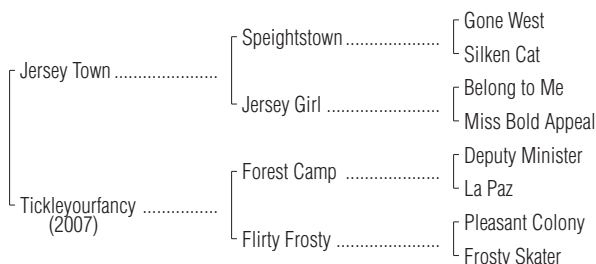 Gone West
Speightstown ....................
Silken Cat
Jersey Town ......................
Belong to Me
Jersey Girl ........................
Miss Bold Appeal
Deputy Minister
Forest Camp ....................
La Paz
Tickleyourfancy ................
(2007)
Pleasant Colony
Flirty Frosty ......................
Frosty Skater